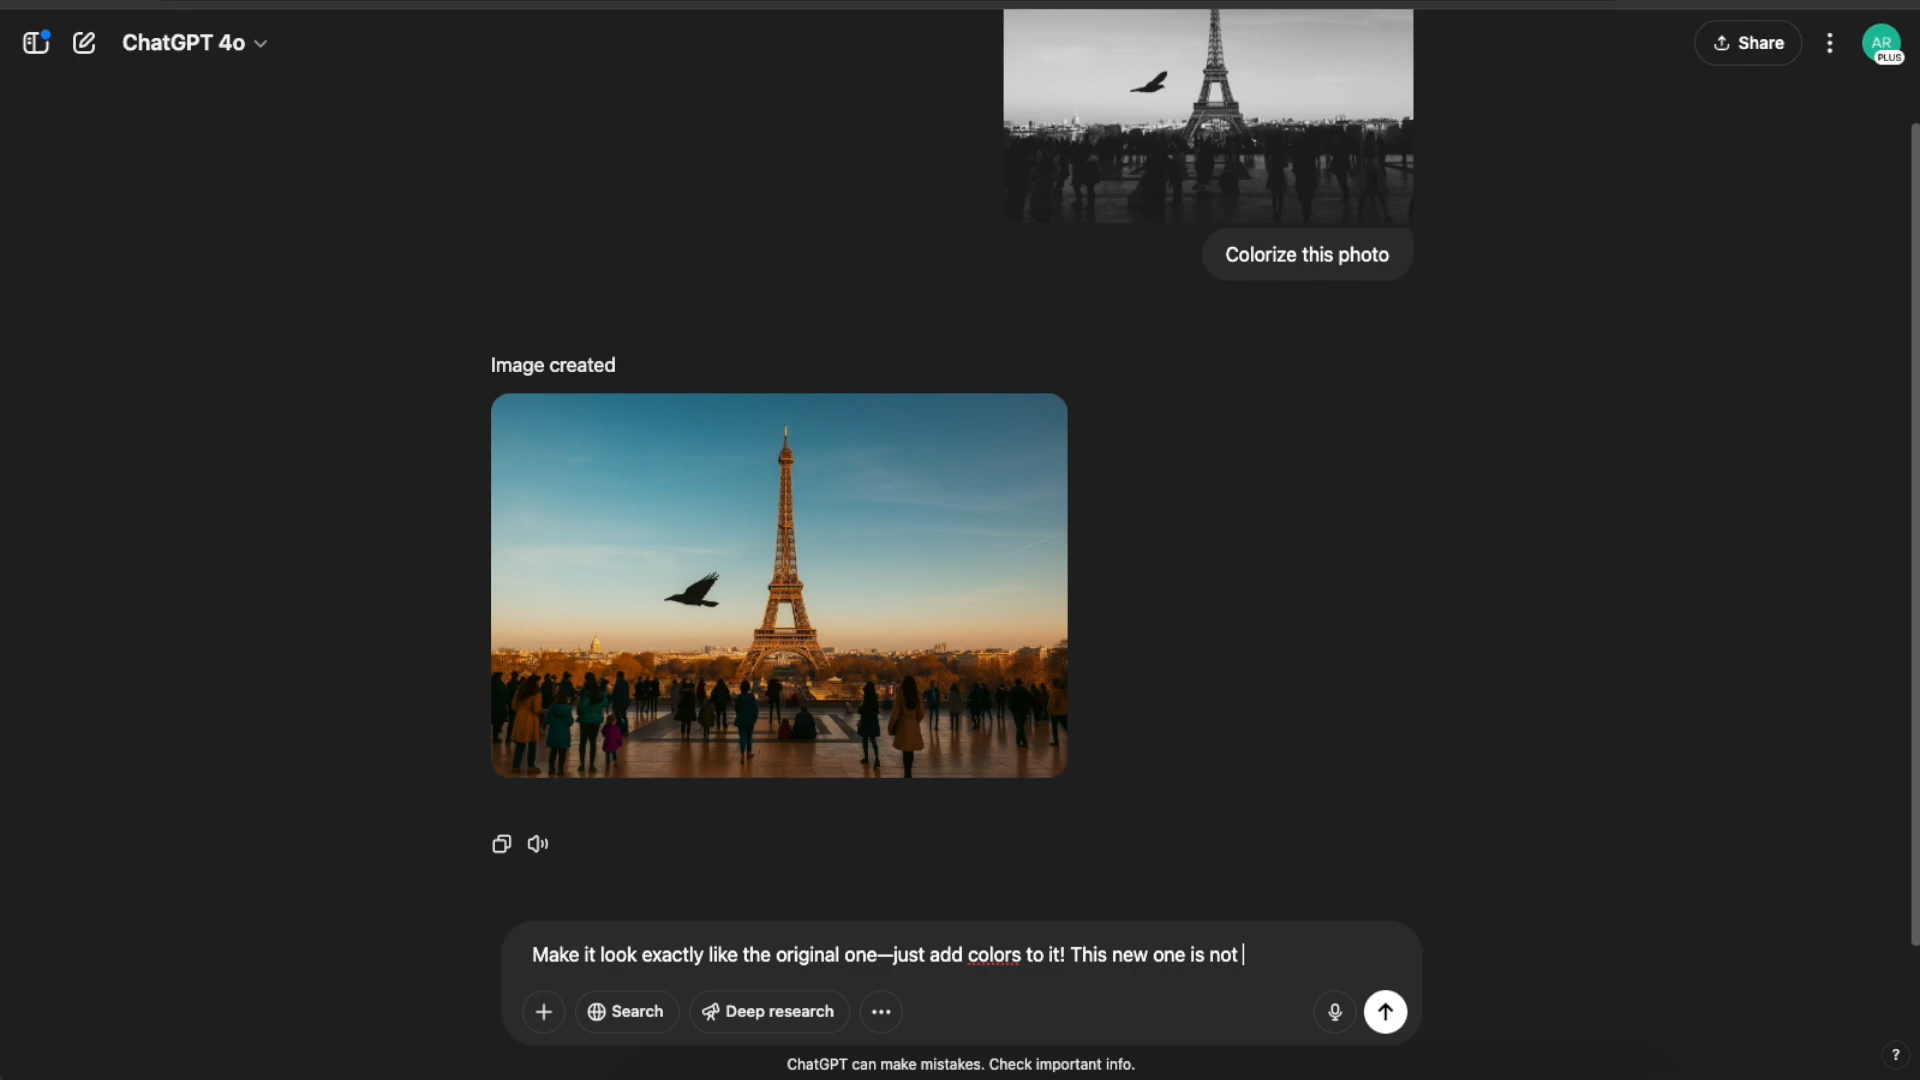 ChatGPT 4o
Share
AR
PLUS
Colorize this photo
Image created
Make it look exactly like the original one—just add colors to it! This new one is not
Search
Deep research
ChatGPT can make mistakes. Check important info.
?